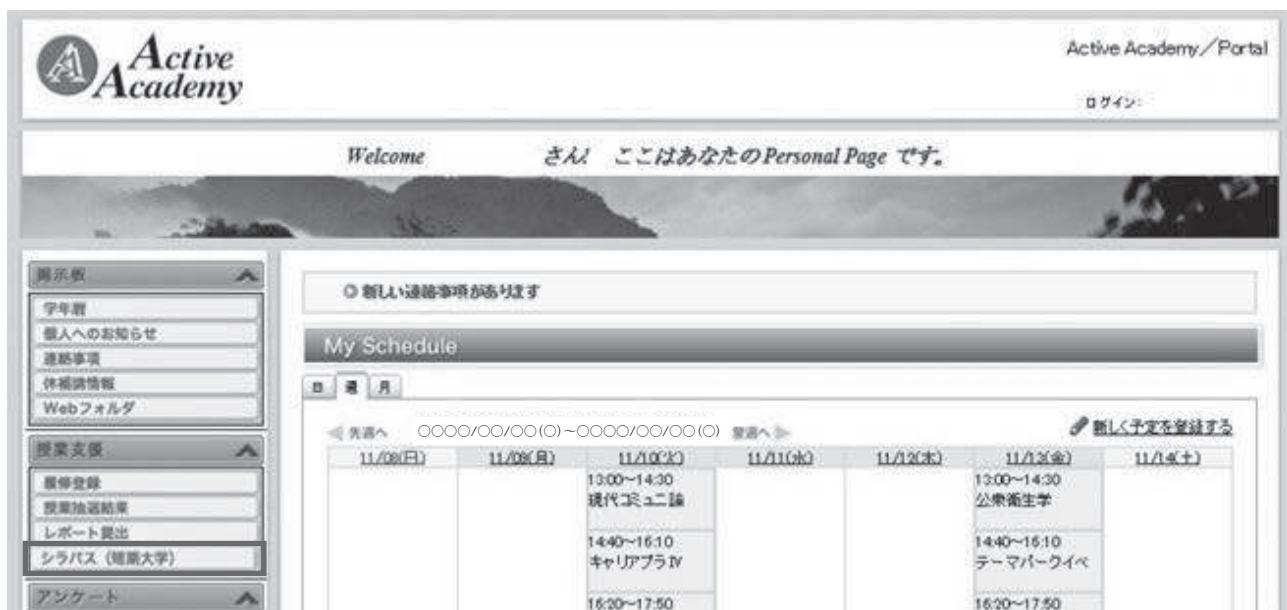 Active
Academy
Active Academy／Portal
ログイン:
Welcome さん! ここはあなたのPersonal Page です。
掲示板
学年暦
個人へのお知らせ
連絡事項
休補講情報
Webフォルダ
授業支援
履修登録
授業抽選結果
レポート提出
シラバス（短期大学）
アンケート
新しい連絡事項があります
My Schedule
日 週 月
先週へ ○○○○/○○/○○(○)～○○○○/○○/○○(○) 翌週へ
新しく予定を登録する
11/08(日) 11/09(月) 11/10(火) 11/11(水) 11/12(木) 11/13(金) 11/14(土)
13:00～14:30 13:00～14:30
現代コミュニ論 公衆衛生学
14:40～16:10 14:40～16:10
キャリアプラⅣ テーマパークイベ
16:20～17:50 16:20～17:50